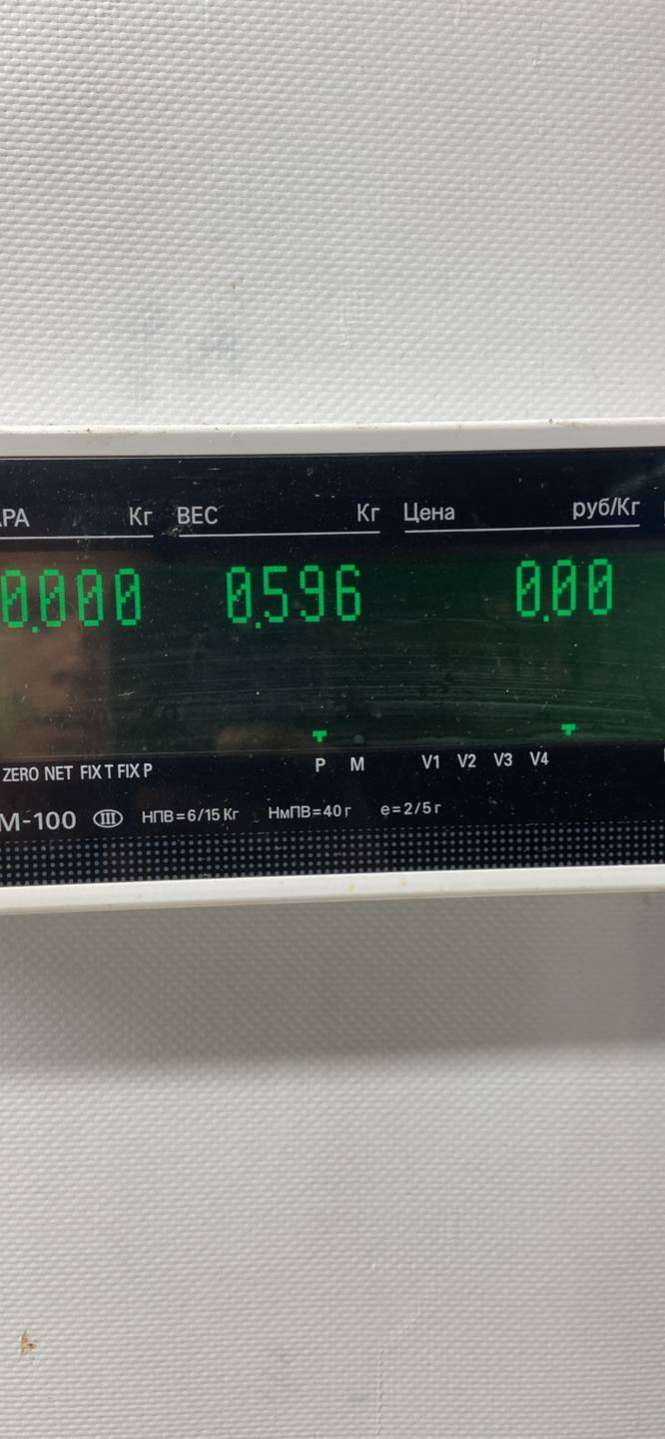 АРА Кг ВЕС Кг Цена руб/Кг
0.000 0.596 0.00
ZERO NET FIX T FIX P P M V1 V2 V3 V4
М-100 III НПВ=6/15 Кг НмПВ=40 г e=2/5 г